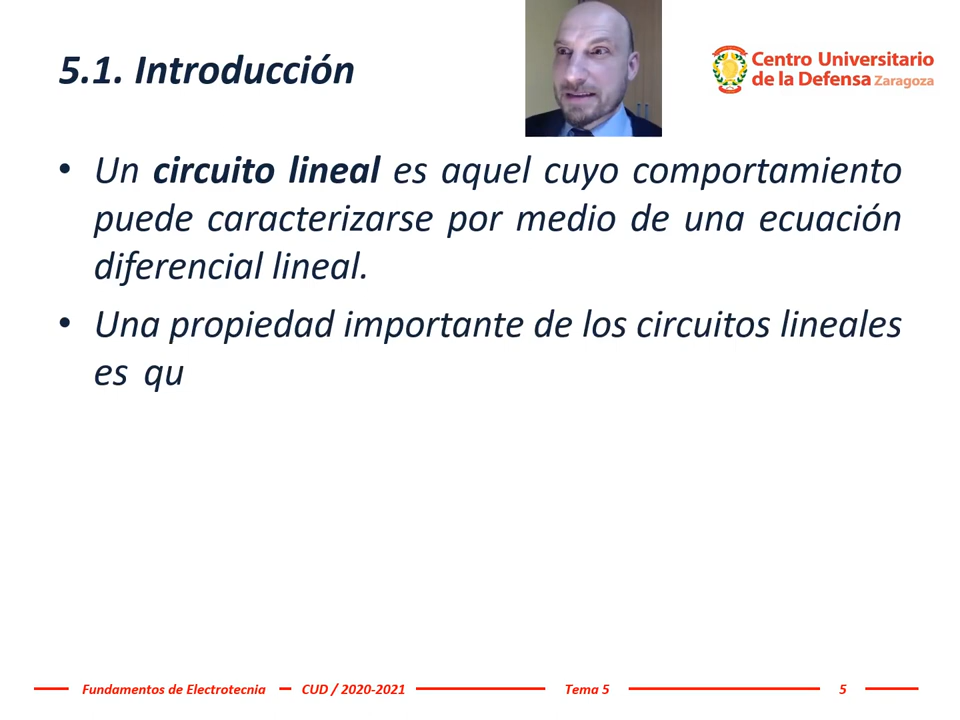 5.1. Introducción
Centro Universitario
de la Defensa Zaragoza
• Un circuito lineal es aquel cuyo comportamiento
puede caracterizarse por medio de una ecuación
diferencial lineal.
• Una propiedad importante de los circuitos lineales
es qu
Fundamentos de Electrotecnia CUD / 2020-2021 Tema 5 5